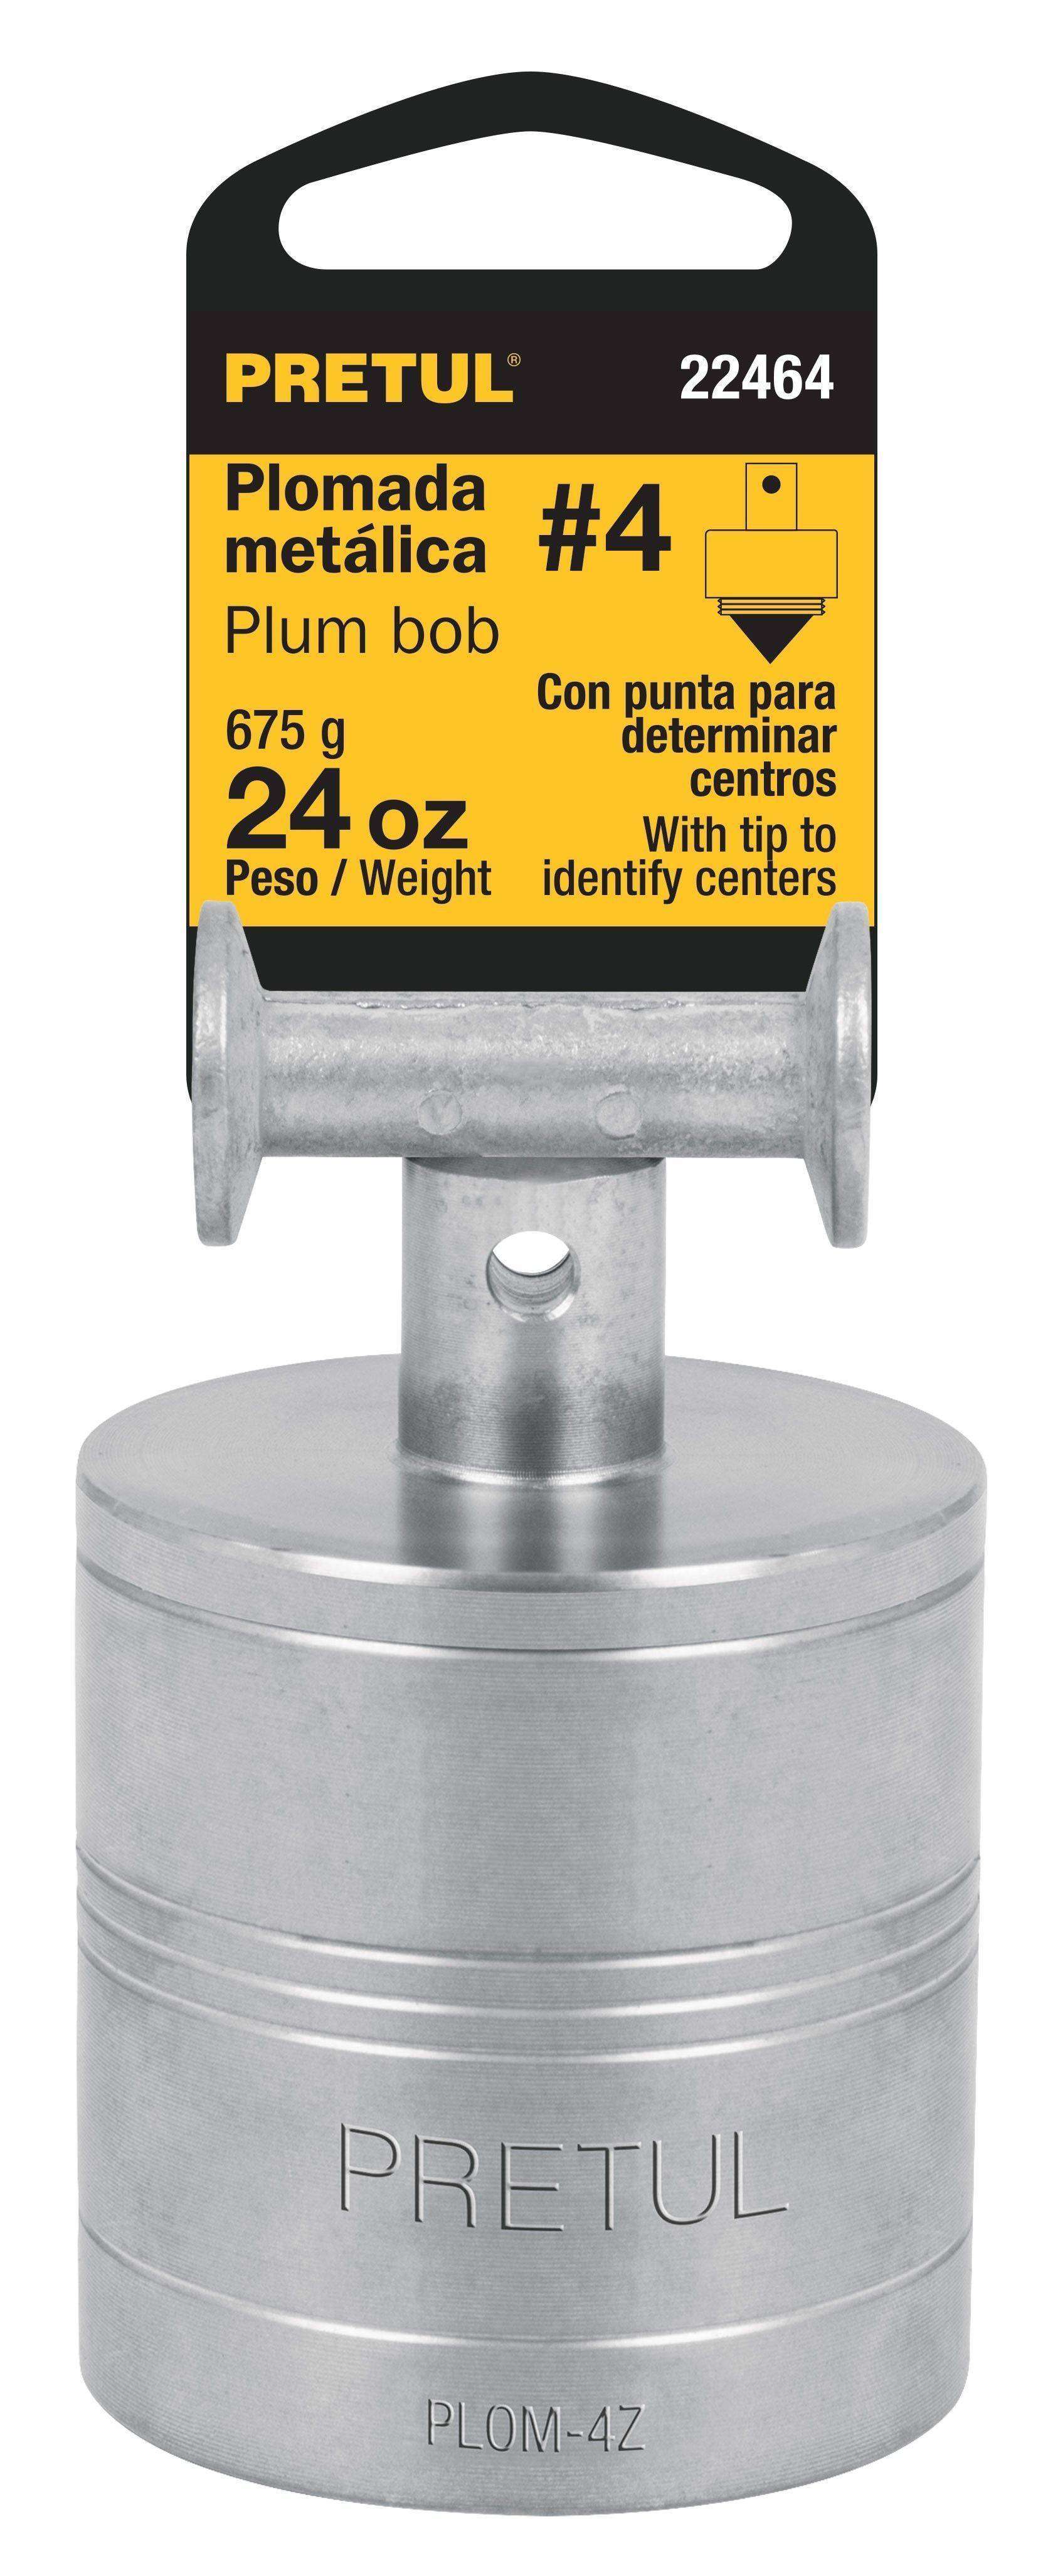 PRETUL®
22464
Plomada
metálica
#4
Plum bob
675 g
24 oz
Peso / Weight
Con punta para
determinar
centros
With tip to
identify centers
PRETUL
PLOM-4Z